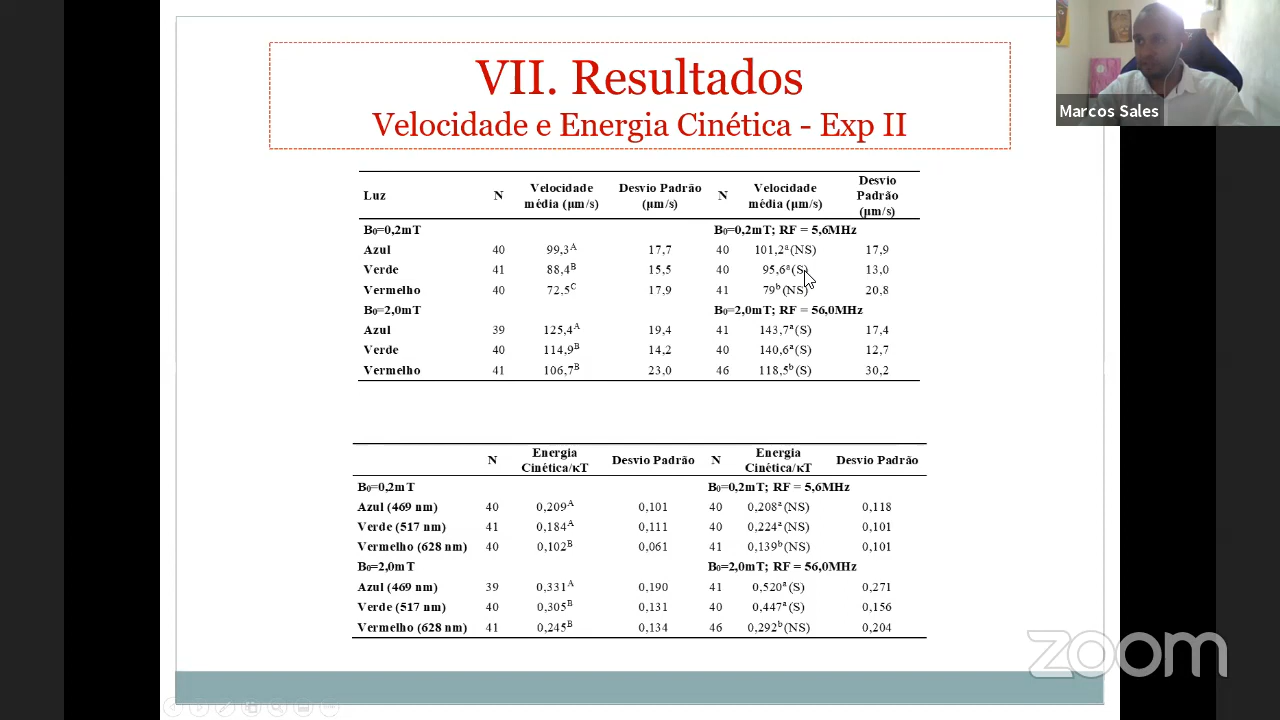 VII. Resultados
Velocidade e Energia Cinética - Exp II
Marcos Sales
Luz N Velocidade média (μm/s) Desvio Padrão (μm/s) N Velocidade média (μm/s) Desvio Padrão (μm/s)
B₀=0,2mT B₀=0,2mT; RF = 5,6MHz
Azul 40 99,3ᴬ 17,7 40 101,2ᵃ(NS) 17,9
Verde 41 88,4ᴮ 15,5 40 95,6ᵃ(S) 13,0
Vermelho 40 72,5ᶜ 17,9 41 79ᵇ(NS) 20,8
B₀=2,0mT B₀=2,0mT; RF = 56,0MHz
Azul 39 125,4ᴬ 19,4 41 143,7ᵃ(S) 17,4
Verde 40 114,9ᴮ 14,2 40 140,6ᵃ(S) 12,7
Vermelho 41 106,7ᴮ 23,0 46 118,5ᵇ(S) 30,2
N Energia Cinética/κT Desvio Padrão N Energia Cinética/κT Desvio Padrão
B₀=0,2mT B₀=0,2mT; RF = 5,6MHz
Azul (469 nm) 40 0,209ᴬ 0,101 40 0,208ᵃ(NS) 0,118
Verde (517 nm) 41 0,184ᴬ 0,111 40 0,224ᵃ(NS) 0,101
Vermelho (628 nm) 40 0,102ᴮ 0,061 41 0,139ᵇ(NS) 0,101
B₀=2,0mT B₀=2,0mT; RF = 56,0MHz
Azul (469 nm) 39 0,331ᴬ 0,190 41 0,520ᵃ(S) 0,271
Verde (517 nm) 40 0,305ᴮ 0,131 40 0,447ᵃ(S) 0,156
Vermelho (628 nm) 41 0,245ᴮ 0,134 46 0,292ᵇ(NS) 0,204
zoom